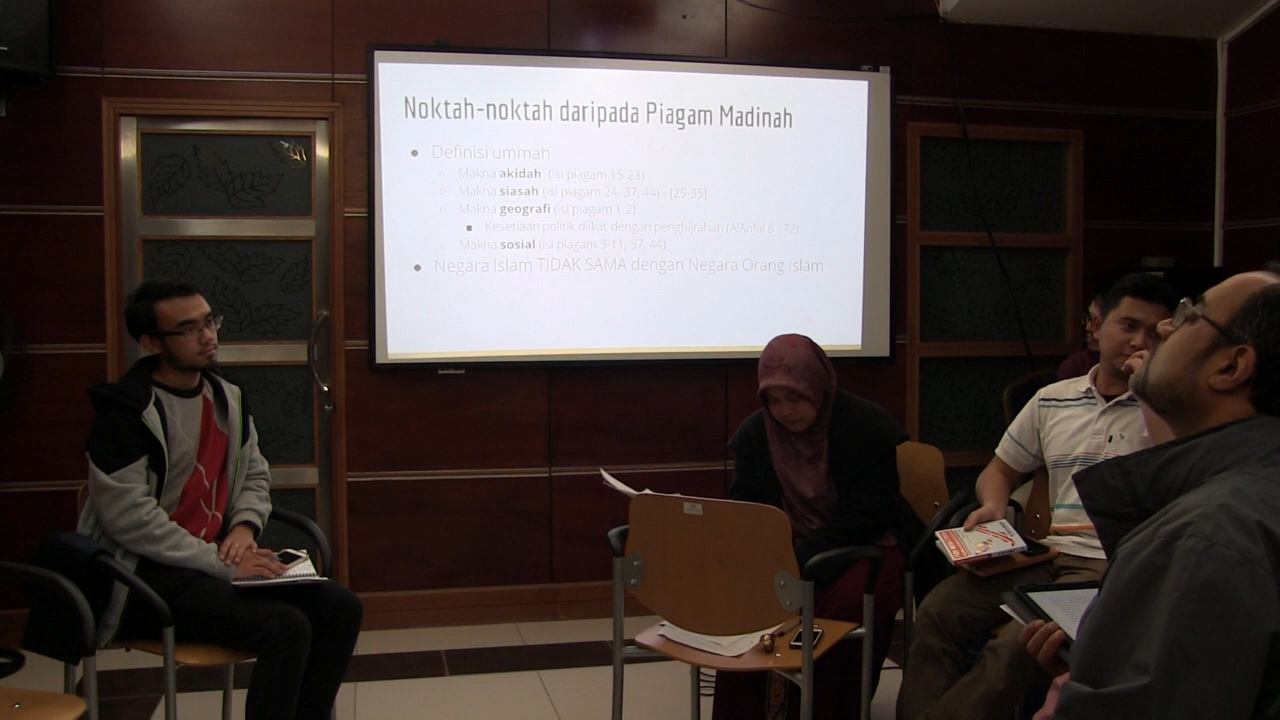 Noktah-noktah daripada Piagam Madinah
● Definisi ummah
○ Makna akidah (isi piagam 15-23)
○ Makna siasah (isi piagam 24, 37, 44) - [25-35]
○ Makna geografi (isi piagam 1-2)
■ Kesetiaan politik diikat dengan penghijrahan (AlAnfal 8 : 72)
○ Makna sosial (isi piagam 3-11, 37, 44)
● Negara Islam TIDAK SAMA dengan Negara Orang Islam